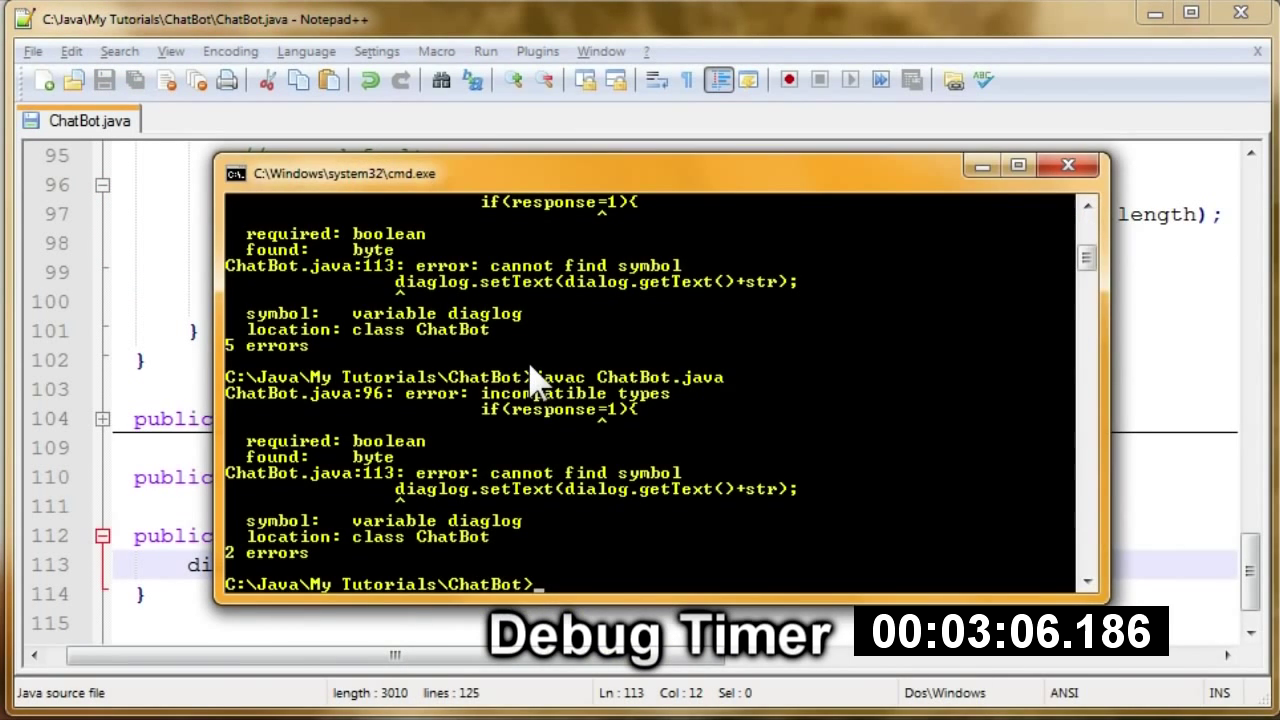 C:\Java\My Tutorials\ChatBot\ChatBot.java - Notepad++
File Edit Search View Encoding Language Settings Macro Run Plugins Window ? X
ChatBot.java
95
96
97 length);
98
99
100
101 }
102 }
103
104 public
109
110 public
111
112 public
113 di
114 }
115
C:\Windows\system32\cmd.exe
if(response=1){
^
required: boolean
found: byte
ChatBot.java:113: error: cannot find symbol
diaglog.setText(dialog.getText()+str);
^
symbol: variable diaglog
location: class ChatBot
5 errors
C:\Java\My Tutorials\ChatBot>javac ChatBot.java
ChatBot.java:96: error: incompatible types
if(response=1){
^
required: boolean
found: byte
ChatBot.java:113: error: cannot find symbol
diaglog.setText(dialog.getText()+str);
^
symbol: variable diaglog
location: class ChatBot
2 errors
C:\Java\My Tutorials\ChatBot>_
Debug Timer 00:03:06.186
Java source file length : 3010 lines : 125 Ln : 113 Col : 12 Sel : 0 Dos\Windows ANSI INS